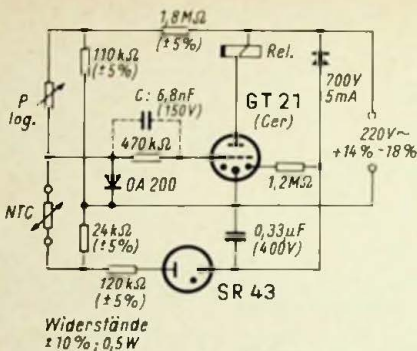 1,8MΩ
(±5%)
110kΩ
(±5%)
Rel.
P
log.
C: 6,8nF
(150V)
GT 21
(Cer)
700V
5mA
470kΩ
220V~
+14% -18%
OA 200
1,2MΩ
NTC
24kΩ
(±5%)
0,33µF
(400V)
120kΩ
(±5%)
SR 43
Widerstände
±10%; 0,5W